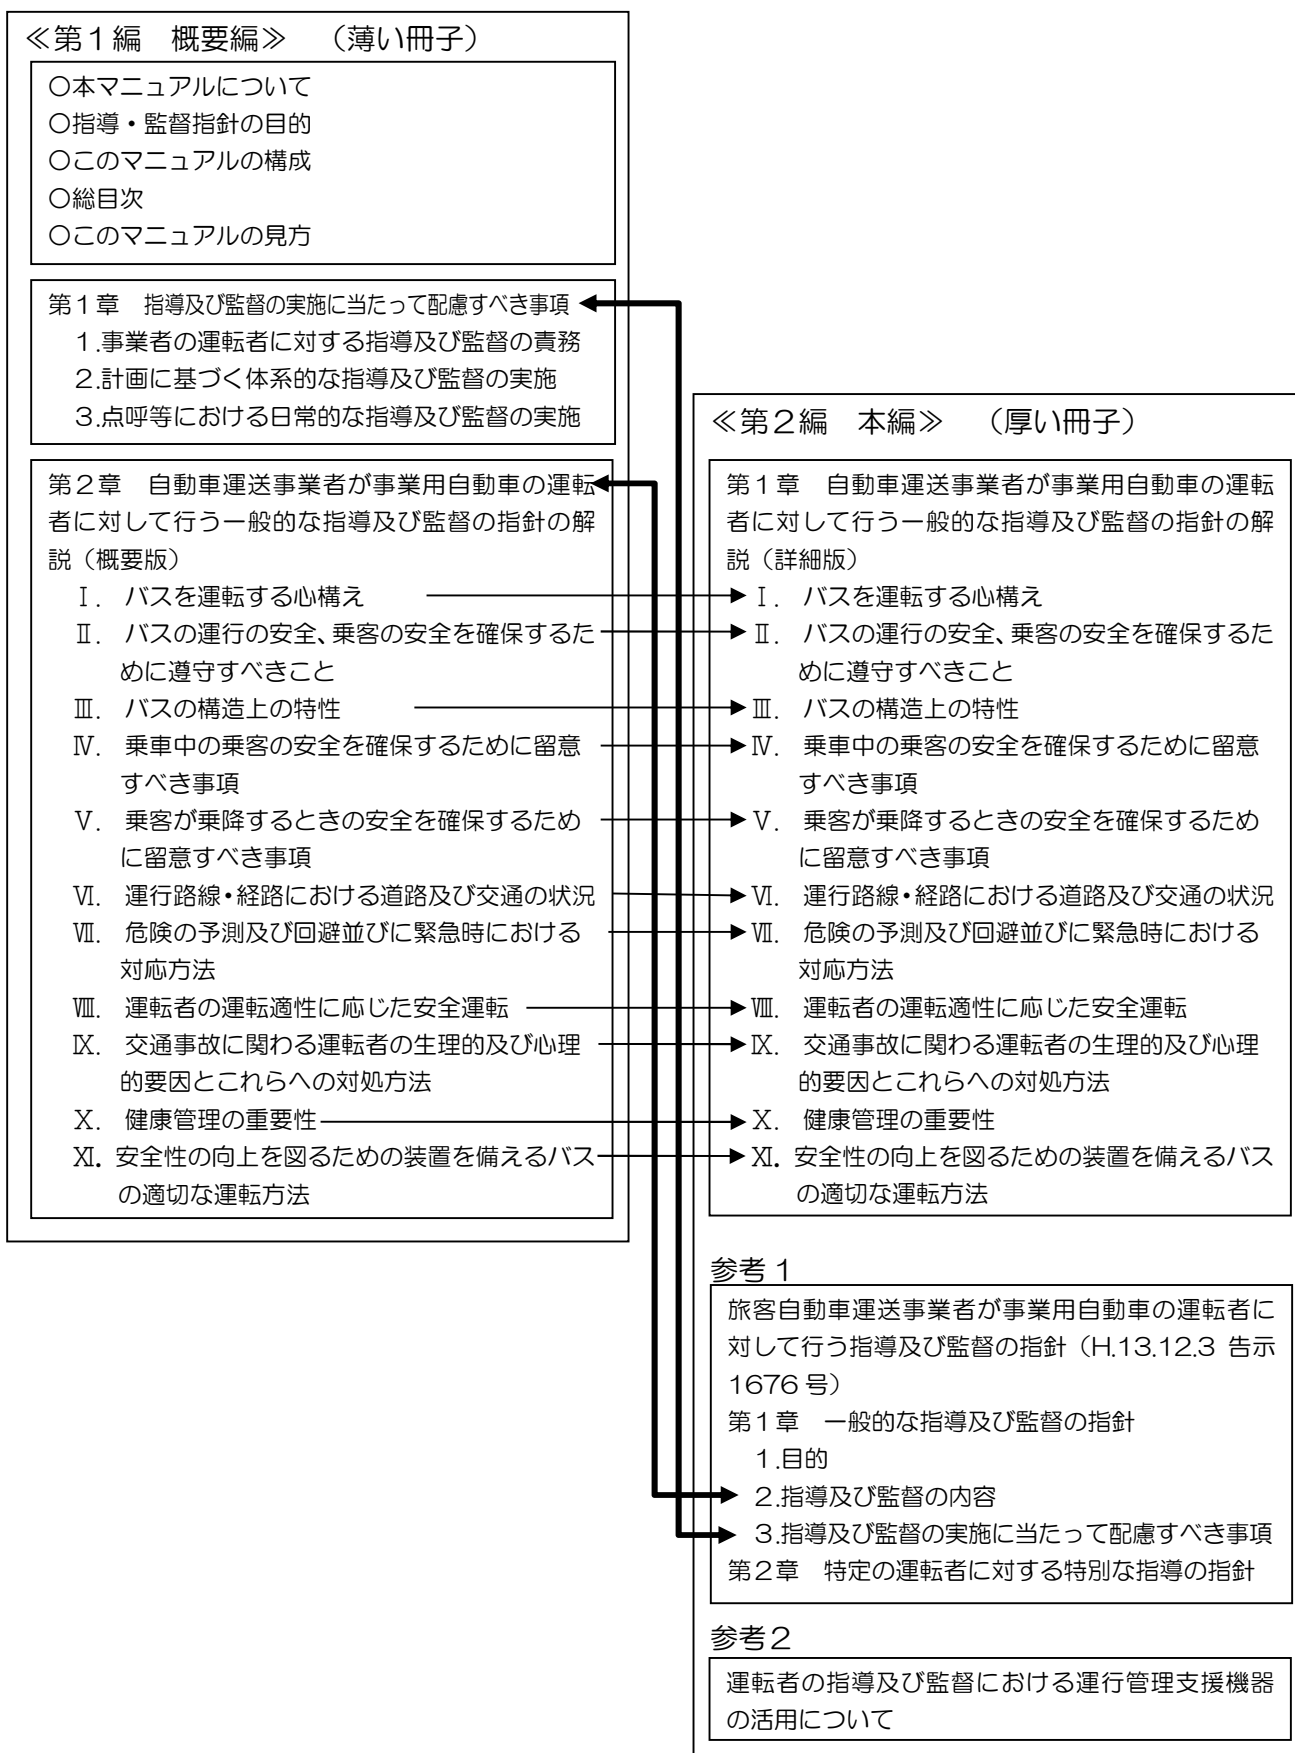 ≪第1編　概要編≫　（薄い冊子）
○本マニュアルについて
○指導・監督指針の目的
○このマニュアルの構成
○総目次
○このマニュアルの見方
第1章　指導及び監督の実施に当たって配慮すべき事項
1.事業者の運転者に対する指導及び監督の責務
2.計画に基づく体系的な指導及び監督の実施
3.点呼等における日常的な指導及び監督の実施
第2章　自動車運送事業者が事業用自動車の運転
者に対して行う一般的な指導及び監督の指針の解
説（概要版）
Ⅰ.　バスを運転する心構え
Ⅱ.　バスの運行の安全、乗客の安全を確保するた
めに遵守すべきこと
Ⅲ.　バスの構造上の特性
Ⅳ.　乗車中の乗客の安全を確保するために留意
すべき事項
Ⅴ.　乗客が乗降するときの安全を確保するため
に留意すべき事項
Ⅵ.　運行路線・経路における道路及び交通の状況
Ⅶ.　危険の予測及び回避並びに緊急時における
対応方法
Ⅷ.　運転者の運転適性に応じた安全運転
Ⅸ.　交通事故に関わる運転者の生理的及び心理
的要因とこれらへの対処方法
Ⅹ.　健康管理の重要性
Ⅺ.安全性の向上を図るための装置を備えるバス
の適切な運転方法
≪第2編　本編≫　（厚い冊子）
第1章　自動車運送事業者が事業用自動車の運転
者に対して行う一般的な指導及び監督の指針の解
説（詳細版）
Ⅰ.　バスを運転する心構え
Ⅱ.　バスの運行の安全、乗客の安全を確保するた
めに遵守すべきこと
Ⅲ.　バスの構造上の特性
Ⅳ.　乗車中の乗客の安全を確保するために留意
すべき事項
Ⅴ.　乗客が乗降するときの安全を確保するため
に留意すべき事項
Ⅵ.　運行路線・経路における道路及び交通の状況
Ⅶ.　危険の予測及び回避並びに緊急時における
対応方法
Ⅷ.　運転者の運転適性に応じた安全運転
Ⅸ.　交通事故に関わる運転者の生理的及び心理
的要因とこれらへの対処方法
Ⅹ.　健康管理の重要性
Ⅺ.安全性の向上を図るための装置を備えるバス
の適切な運転方法
参考1
旅客自動車運送事業者が事業用自動車の運転者に
対して行う指導及び監督の指針（H.13.12.3 告示
1676号）
第1章　一般的な指導及び監督の指針
1.目的
2.指導及び監督の内容
3.指導及び監督の実施に当たって配慮すべき事項
第2章　特定の運転者に対する特別な指導の指針
参考2
運転者の指導及び監督における運行管理支援機器
の活用について